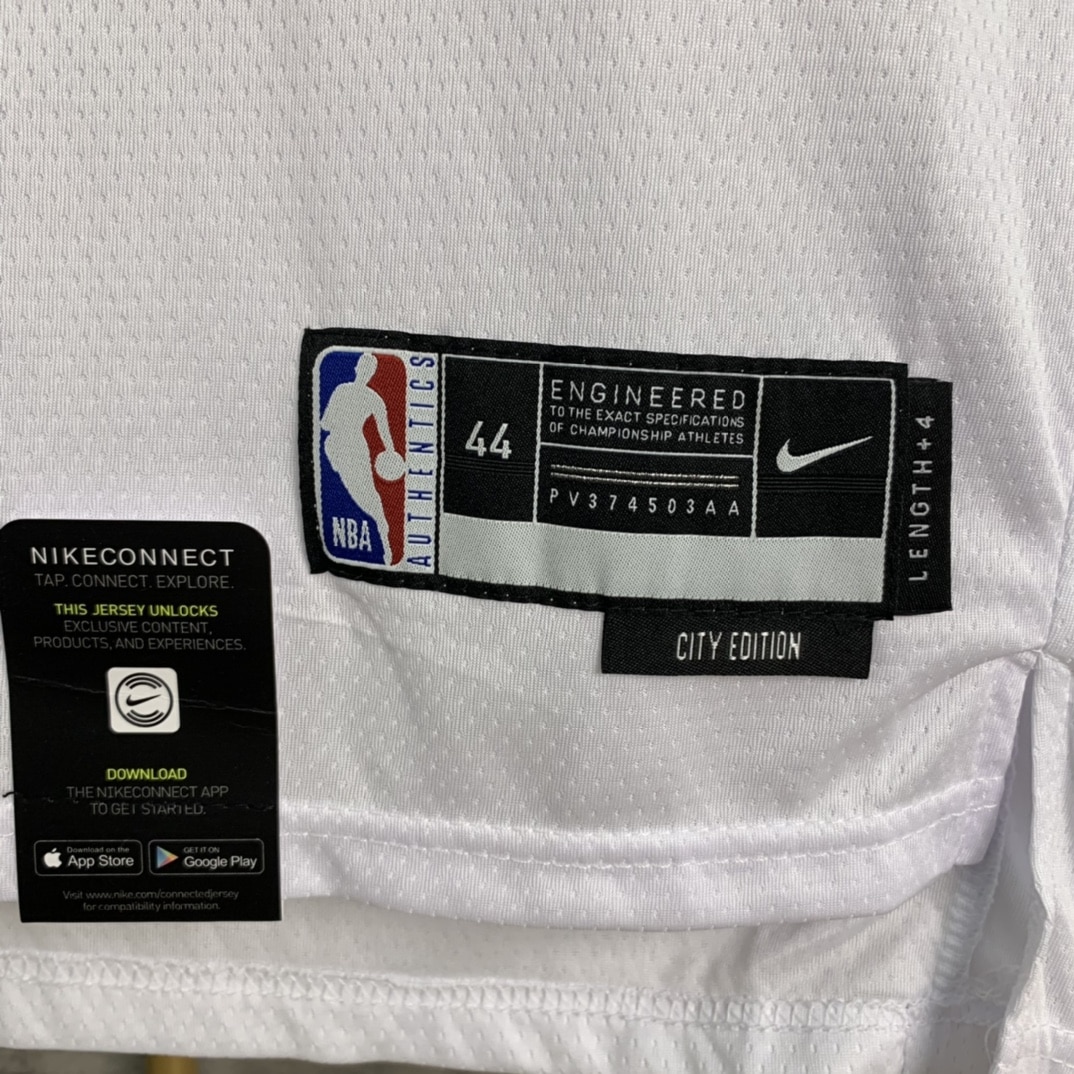 NBA
AUTHENTICS
44
ENGINEERED
TO THE EXACT SPECIFICATIONS
OF CHAMPIONSHIP ATHLETES
PV374503AA
LENGTH+4
CITY EDITION
NIKECONNECT
TAP. CONNECT. EXPLORE.
THIS JERSEY UNLOCKS
EXCLUSIVE CONTENT,
PRODUCTS, AND EXPERIENCES.
DOWNLOAD
THE NIKECONNECT APP
TO GET STARTED.
Download on the
App Store
GET IT ON
Google Play
Visit www.nike.com/connectedjersey
for compatibility information.